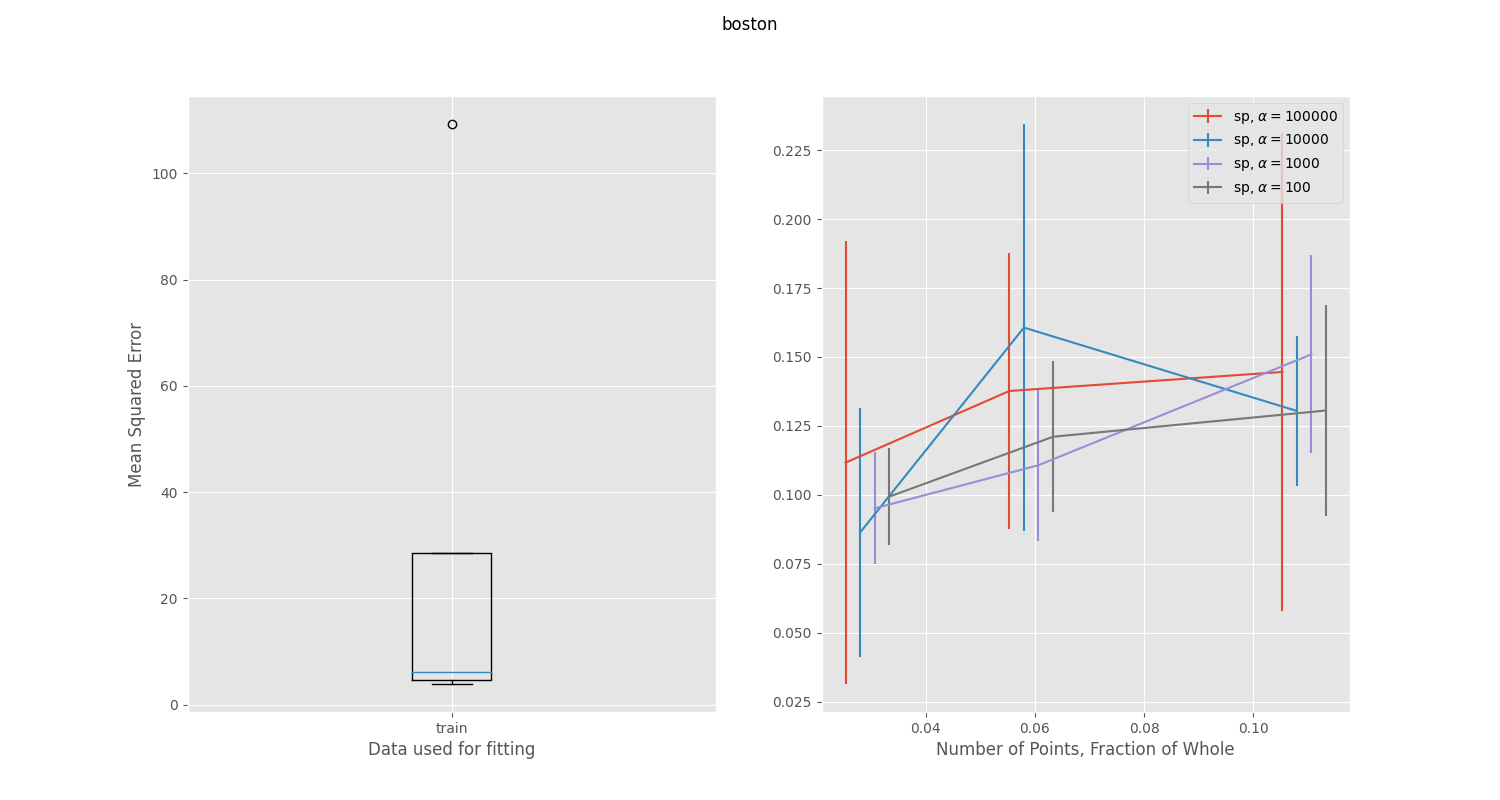 boston
Mean Squared Error
100
80
60
40
20
0
train
Data used for fitting
0.225
0.200
0.175
0.150
0.125
0.100
0.075
0.050
0.025
sp, α = 100000
sp, α = 10000
sp, α = 1000
sp, α = 100
0.04 0.06 0.08 0.10
Number of Points, Fraction of Whole